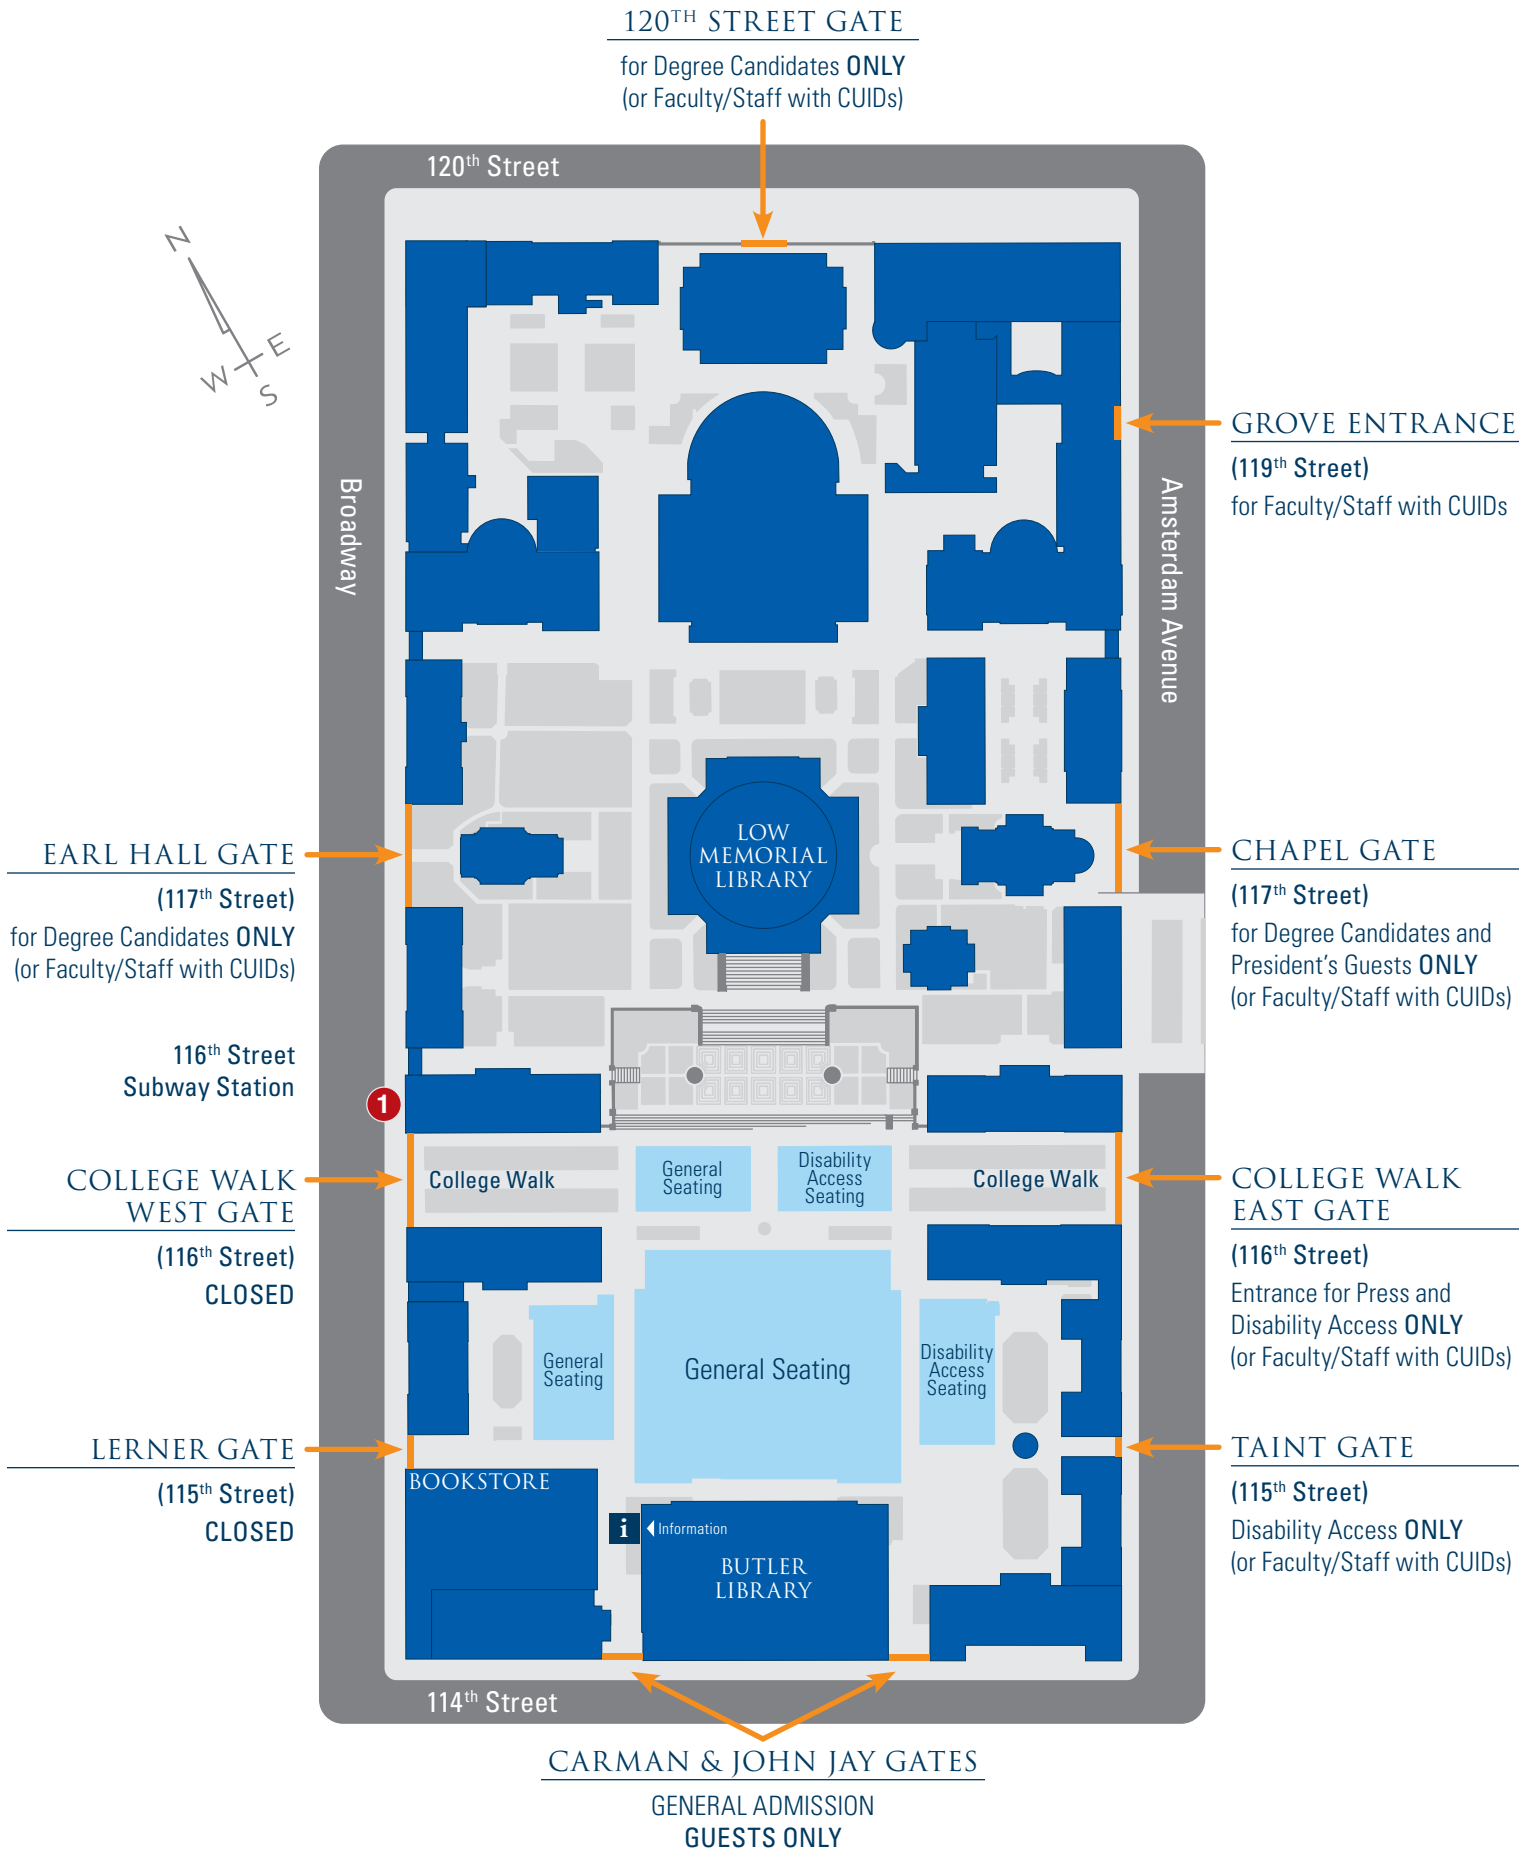 120TH STREET GATE
for Degree Candidates ONLY
(or Faculty/Staff with CUIDs)
120th Street
N
E
W
S
Broadway
Amsterdam Avenue
GROVE ENTRANCE
(119th Street)
for Faculty/Staff with CUIDs
EARL HALL GATE
(117th Street)
for Degree Candidates ONLY
(or Faculty/Staff with CUIDs)
LOW
MEMORIAL
LIBRARY
CHAPEL GATE
(117th Street)
for Degree Candidates and
President's Guests ONLY
(or Faculty/Staff with CUIDs)
116th Street
Subway Station
1
COLLEGE WALK
WEST GATE
(116th Street)
CLOSED
College Walk
General
Seating
Disability
Access
Seating
College Walk
COLLEGE WALK
EAST GATE
(116th Street)
Entrance for Press and
Disability Access ONLY
(or Faculty/Staff with CUIDs)
General
Seating
General Seating
Disability
Access
Seating
LERNER GATE
(115th Street)
CLOSED
BOOKSTORE
TAINT GATE
(115th Street)
Disability Access ONLY
(or Faculty/Staff with CUIDs)
i
Information
BUTLER
LIBRARY
114th Street
CARMAN & JOHN JAY GATES
GENERAL ADMISSION
GUESTS ONLY